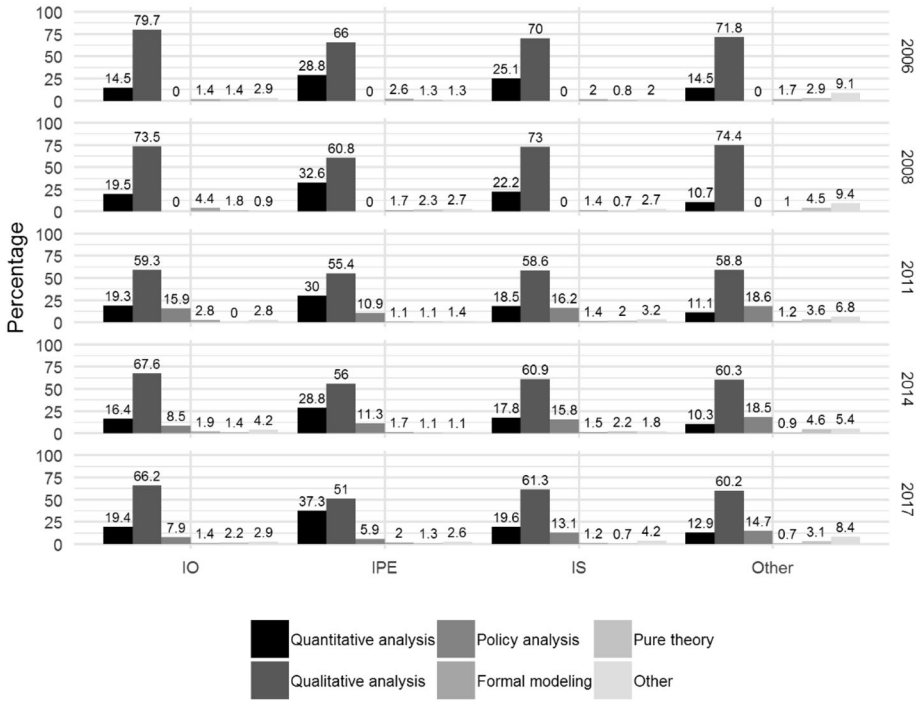 100 79.7 66 70 71.8
75
50 28.8 25.1
25 14.5 0 1.4 1.4 2.9 0 2.6 1.3 1.3 0 2 0.8 2 14.5 0 1.7 2.9 9.1
0
2006
100 73.5 60.8 73 74.4
75
50 32.6
25 19.5 0 4.4 1.8 0.9 0 1.7 2.3 2.7 22.2 0 1.4 0.7 2.7 10.7 0 1 4.5 9.4
0
2008
Percentage
100
75 59.3 55.4 58.6 58.8
50 30
25 19.3 15.9 2.8 0 2.8 10.9 1.1 1.1 1.4 18.5 16.2 1.4 2 3.2 11.1 18.6 1.2 3.6 6.8
0
2011
100
75 67.6 56 60.9 60.3
50
25 16.4 8.5 1.9 1.4 4.2 28.8 11.3 1.7 1.1 1.1 17.8 15.8 1.5 2.2 1.8 10.3 18.5 0.9 4.6 5.4
0
2014
100
75 66.2 51 61.3 60.2
50 37.3
25 19.4 7.9 1.4 2.2 2.9 5.9 2 1.3 2.6 19.6 13.1 1.2 0.7 4.2 12.9 14.7 0.7 3.1 8.4
0
2017
IO IPE IS Other
Quantitative analysis Policy analysis Pure theory
Qualitative analysis Formal modeling Other